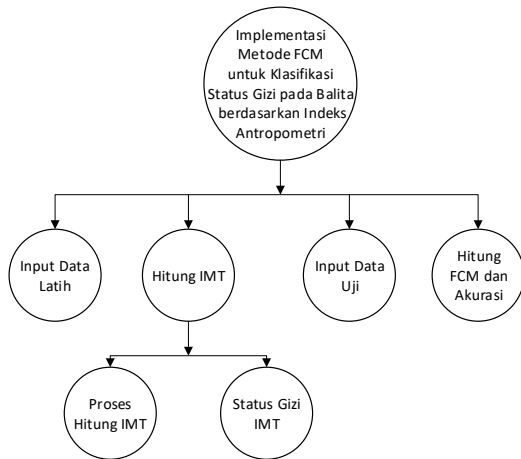 Implementasi
Metode FCM
untuk Klasifikasi
Status Gizi pada Balita
berdasarkan Indeks
Antropometri
Input Data
Latih
Hitung IMT
Input Data
Uji
Hitung
FCM dan
Akurasi
Proses
Hitung IMT
Status Gizi
IMT